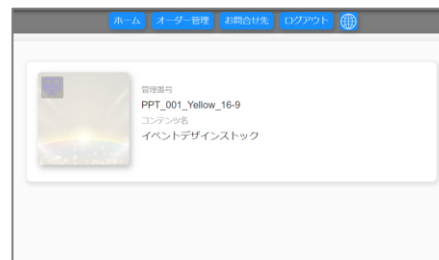 ホーム
オーダー管理
お問合せ先
ログアウト
管理番号
PPT_001_Yellow_16-9
コンテンツ名
イベントデザインストック